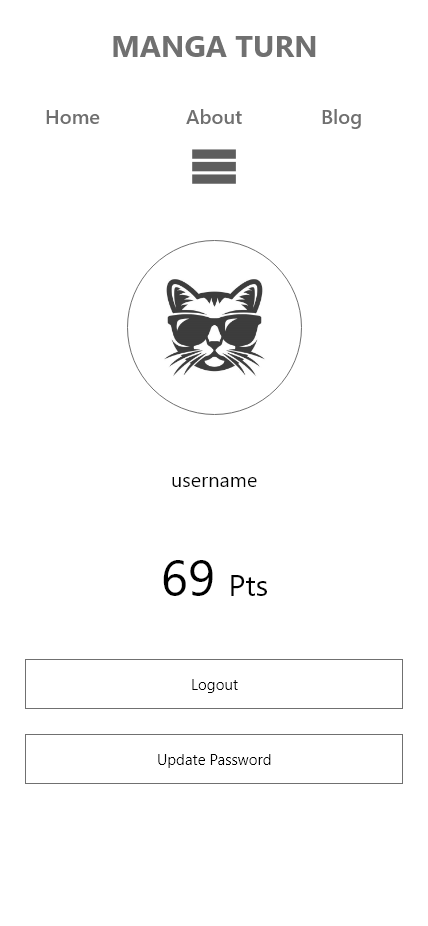 MANGA TURN
Home About Blog
username
69 Pts
Logout
Update Password